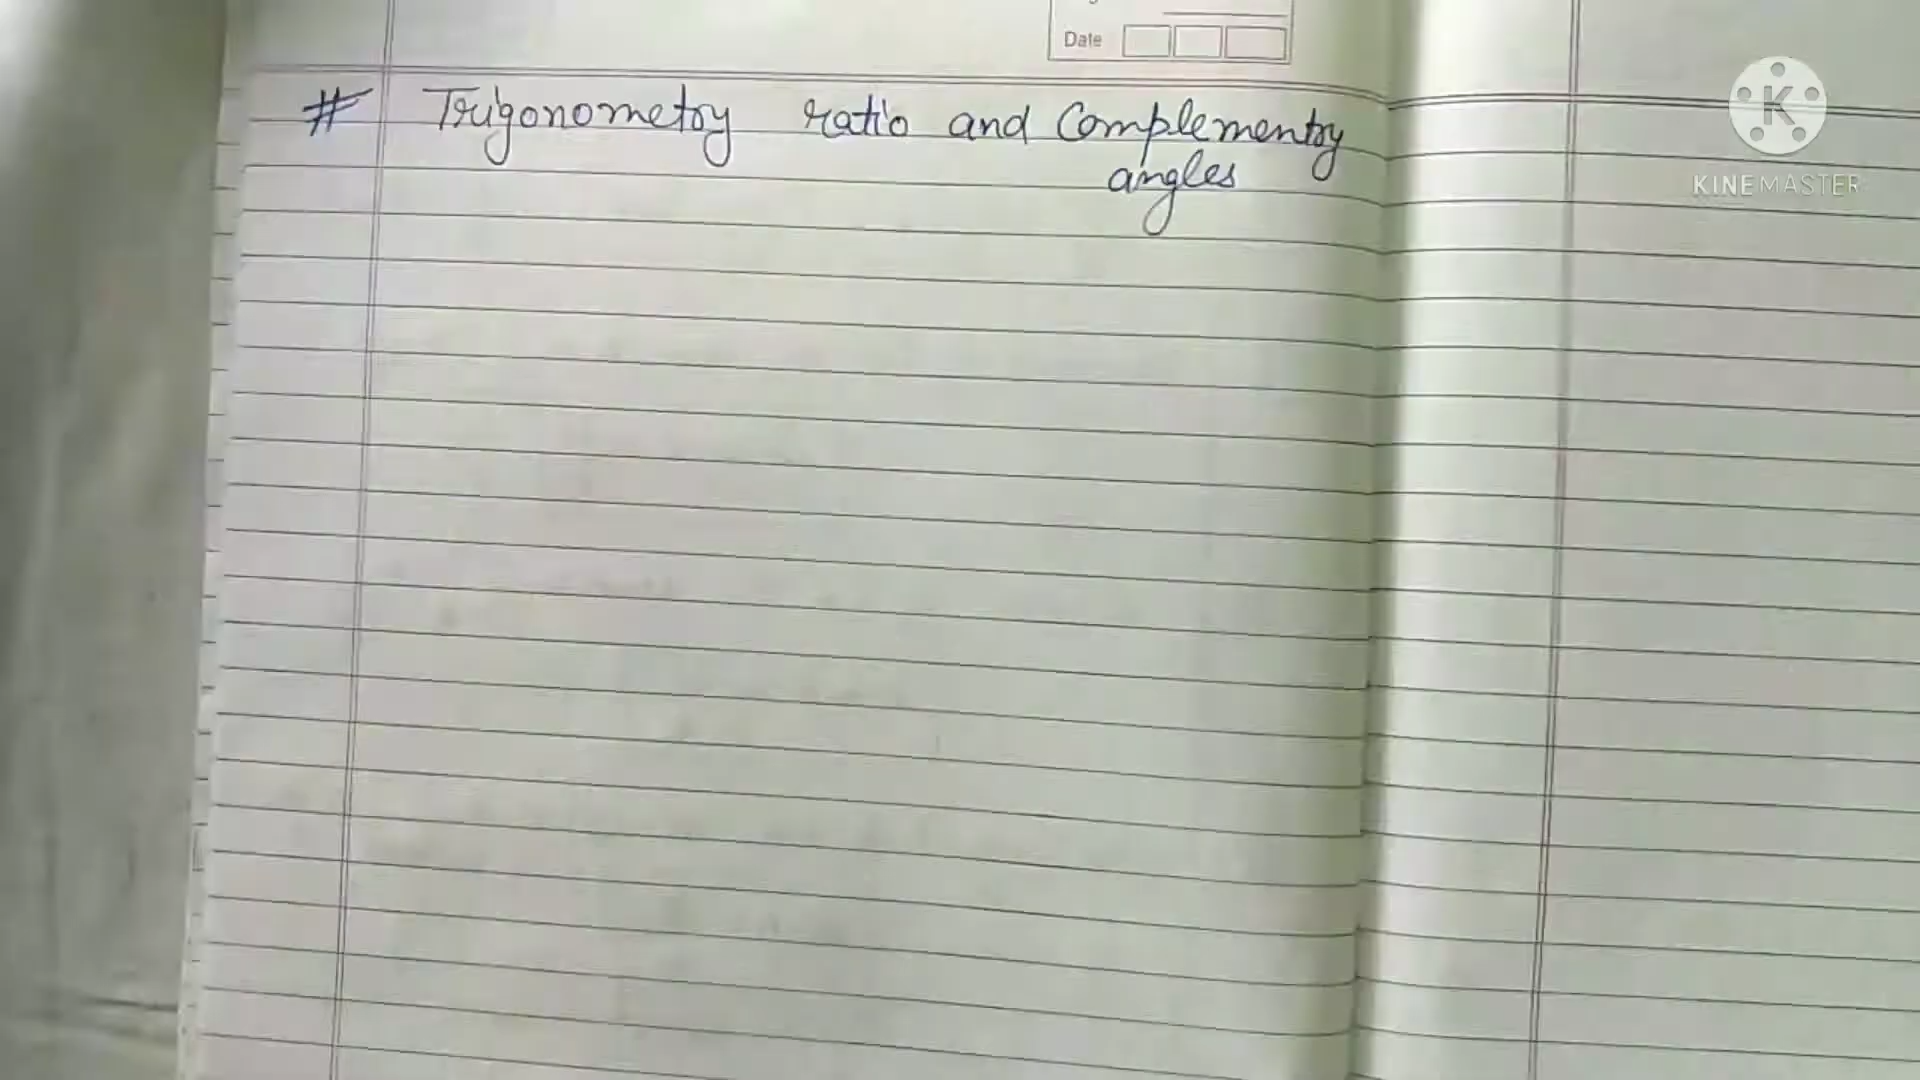 Date
# Trigonometry ratio and Complementry
angles
K
KINEMASTER